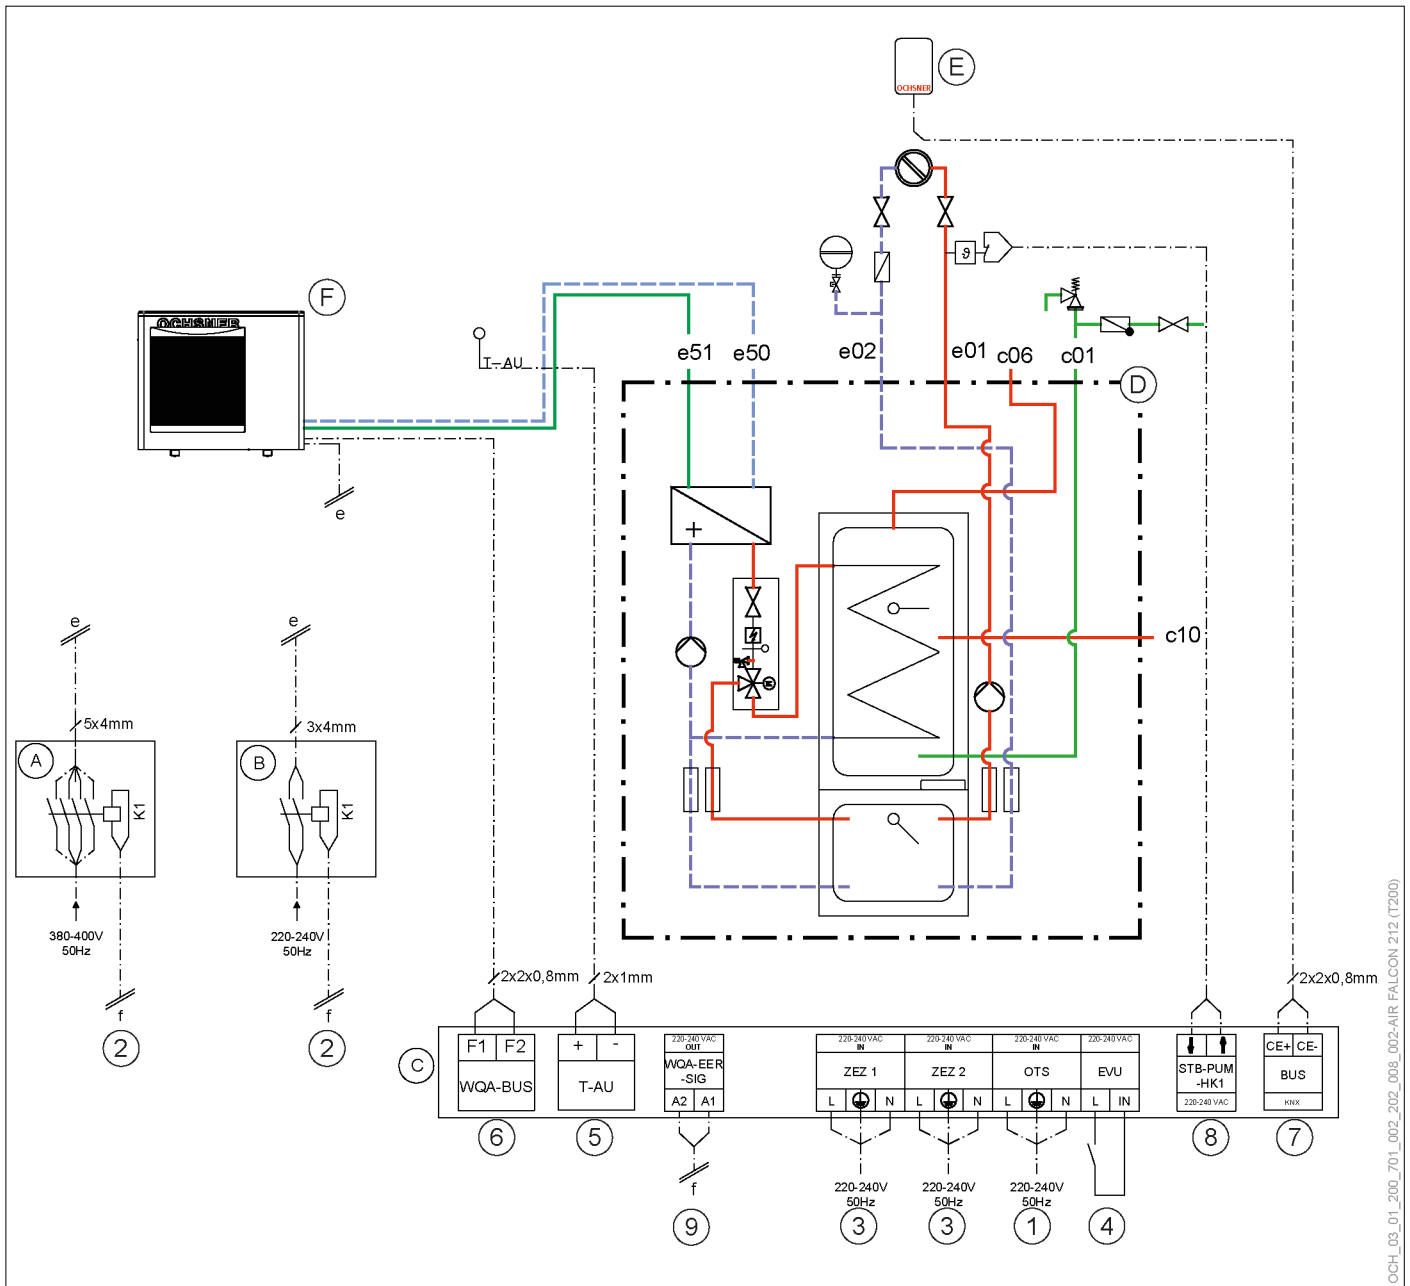 E
OCHSNER
F
OCHSNER
T-AU
ϑ
e51
e50
e02
e01
c06
c01
D
e
+
c10
e
e
5x4mm
3x4mm
A
K1
B
K1
380-400V
50Hz
220-240V
50Hz
f
f
2
2
2x2x0,8mm
2x1mm
2x2x0,8mm
C
F1
F2
WQA-BUS
6
+
-
T-AU
5
220-240 VAC
OUT
WQA-EER
-SIG
A2
A1
f
9
220-240 VAC
IN
ZEZ 1
L
N
220-240V
50Hz
3
220-240 VAC
IN
ZEZ 2
L
N
220-240V
50Hz
3
220-240 VAC
IN
OTS
L
N
220-240V
50Hz
1
220-240 VAC
EVU
L
IN
4
STB-PUM
-HK1
220-240 VAC
8
CE+
CE-
BUS
KNX
7
OCH_03_01_200_701_002_202_008_002-AIR FALCON 212 (T200)